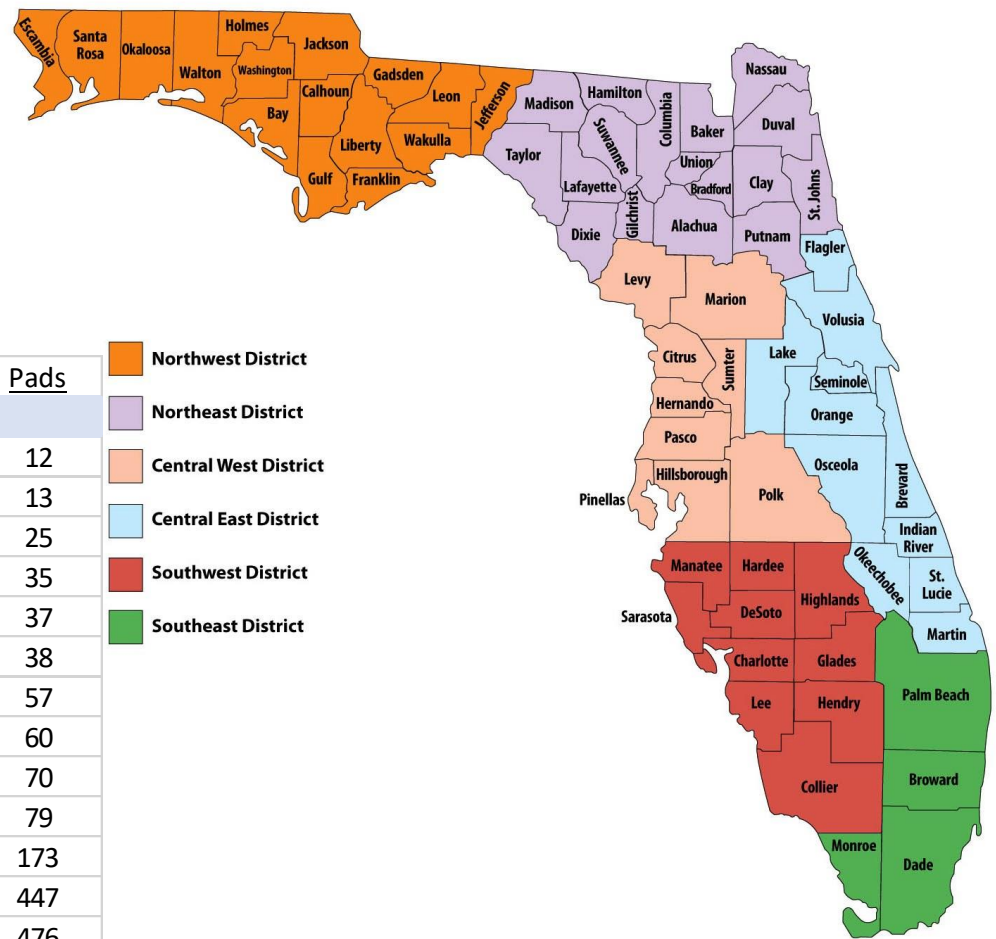 Pads
12
13
25
35
37
38
57
60
70
79
173
447
476
Northwest District
Northeast District
Central West District
Central East District
Southwest District
Southeast District
Escambia
Santa
Rosa
Okaloosa
Walton
Holmes
Washington
Jackson
Bay
Calhoun
Gulf
Liberty
Franklin
Gadsden
Leon
Wakulla
Jefferson
Madison
Taylor
Hamilton
Suwannee
Lafayette
Dixie
Columbia
Gilchrist
Baker
Union
Bradford
Alachua
Nassau
Duval
Clay
St. Johns
Putnam
Flagler
Levy
Marion
Volusia
Citrus
Sumter
Lake
Seminole
Hernando
Orange
Pasco
Osceola
Brevard
Pinellas
Hillsborough
Polk
Indian
River
Okeechobee
St.
Lucie
Martin
Manatee
Hardee
Highlands
Sarasota
DeSoto
Charlotte
Glades
Lee
Hendry
Palm Beach
Collier
Broward
Monroe
Dade